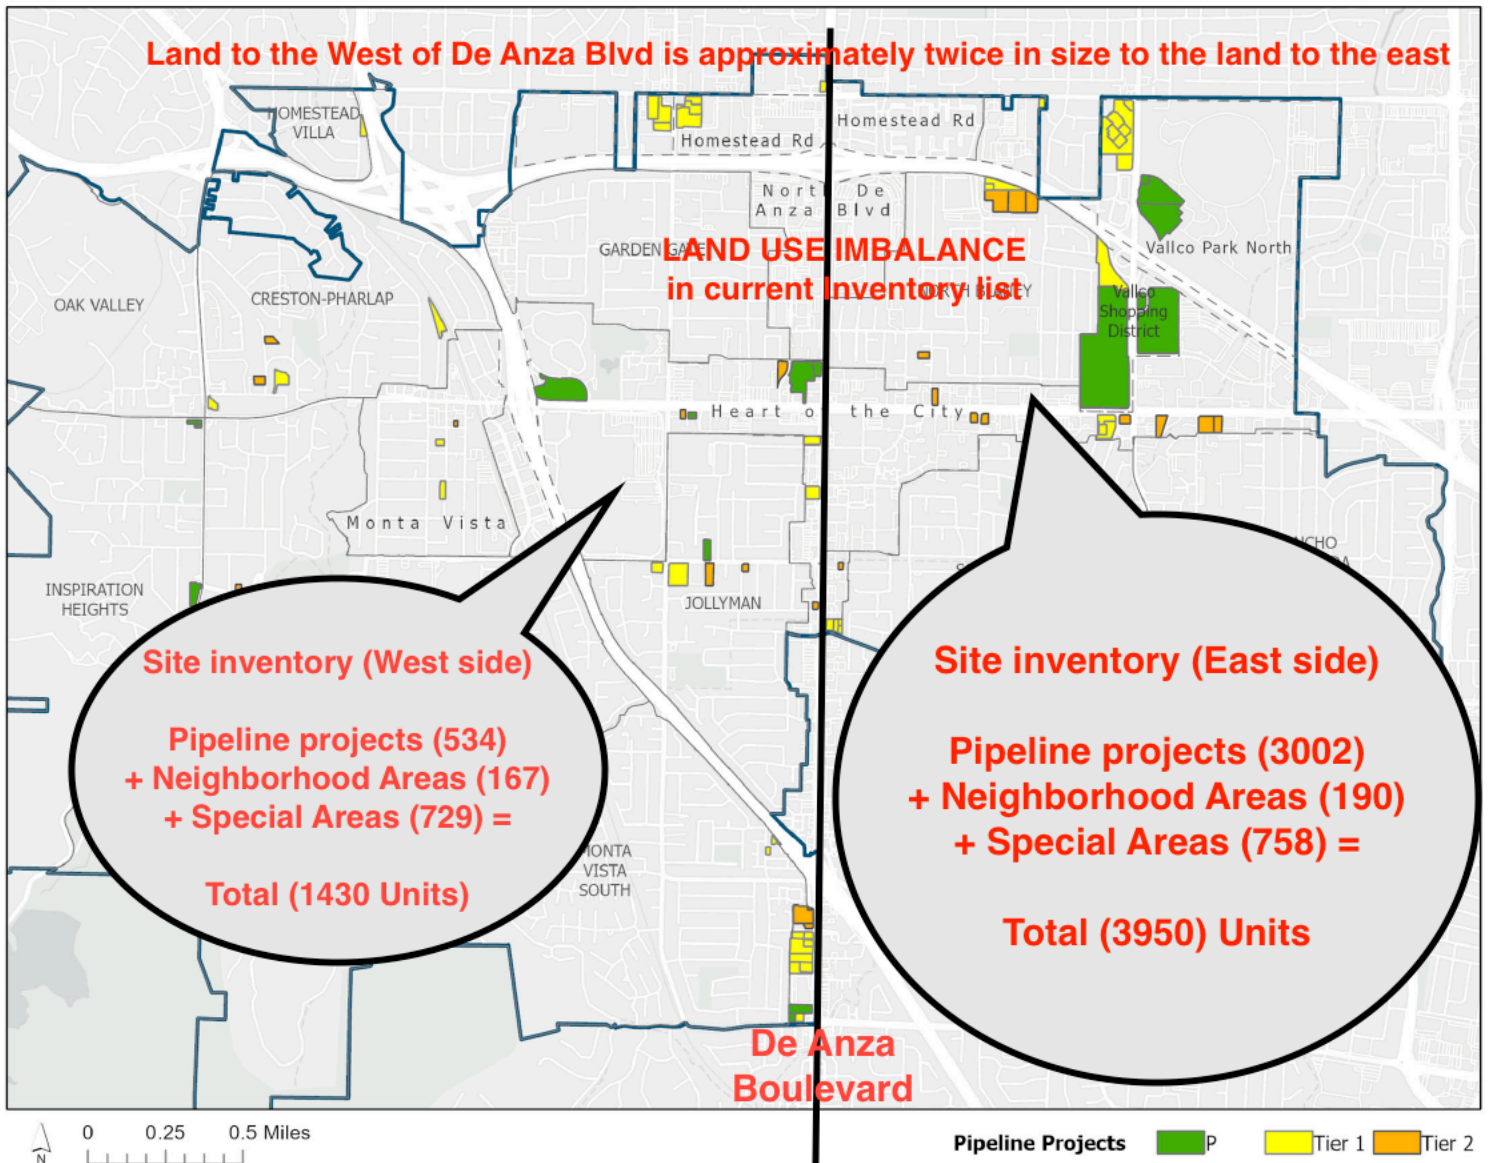 Land to the West of De Anza Blvd is approximately twice in size to the land to the east
HOMESTEAD
VILLA
Homestead Rd
Homestead Rd
North De
Anza Blvd
GARDEN GATE
LAND USE IMBALANCE
in current Inventory list
Vallco Park North
OAK VALLEY
CRESTON-PHARLAP
Vallco
Shopping
District
Heart of the City
Monta Vista
INSPIRATION
HEIGHTS
JOLLYMAN
Site inventory (West side)
Pipeline projects (534)
+ Neighborhood Areas (167)
+ Special Areas (729) =
Total (1430 Units)
Site inventory (East side)
Pipeline projects (3002)
+ Neighborhood Areas (190)
+ Special Areas (758) =
Total (3950) Units
VISTA
SOUTH
De Anza
Boulevard
N
0 0.25 0.5 Miles
Pipeline Projects P Tier 1 Tier 2